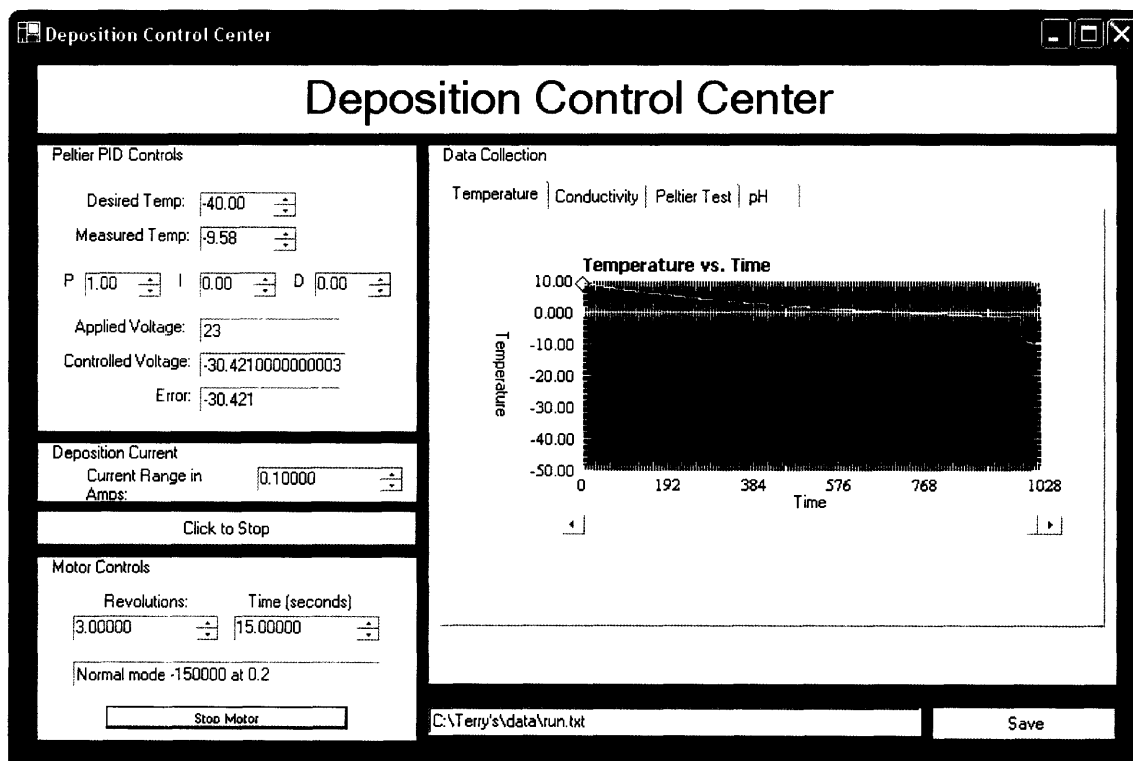 Deposition Control Center
Deposition Control Center
Peltier PID Controls
Desired Temp: -40.00
Measured Temp: -9.58
P 1.00 I 0.00 D 0.00
Applied Voltage: 23
Controlled Voltage: -30.4210000000003
Error: -30.421
Deposition Current
Current Range in
Amps:
0.10000
Click to Stop
Motor Controls
Revolutions: Time (seconds)
3.00000 15.00000
Normal mode -150000 at 0.2
Stop Motor
Data Collection
Temperature Conductivity Peltier Test pH
Temperature vs. Time
Temperature
10.00
0.000
-10.00
-20.00
-30.00
-40.00
-50.00
0 192 384 576 768 1028
Time
C:\Terry's\data\run.txt
Save